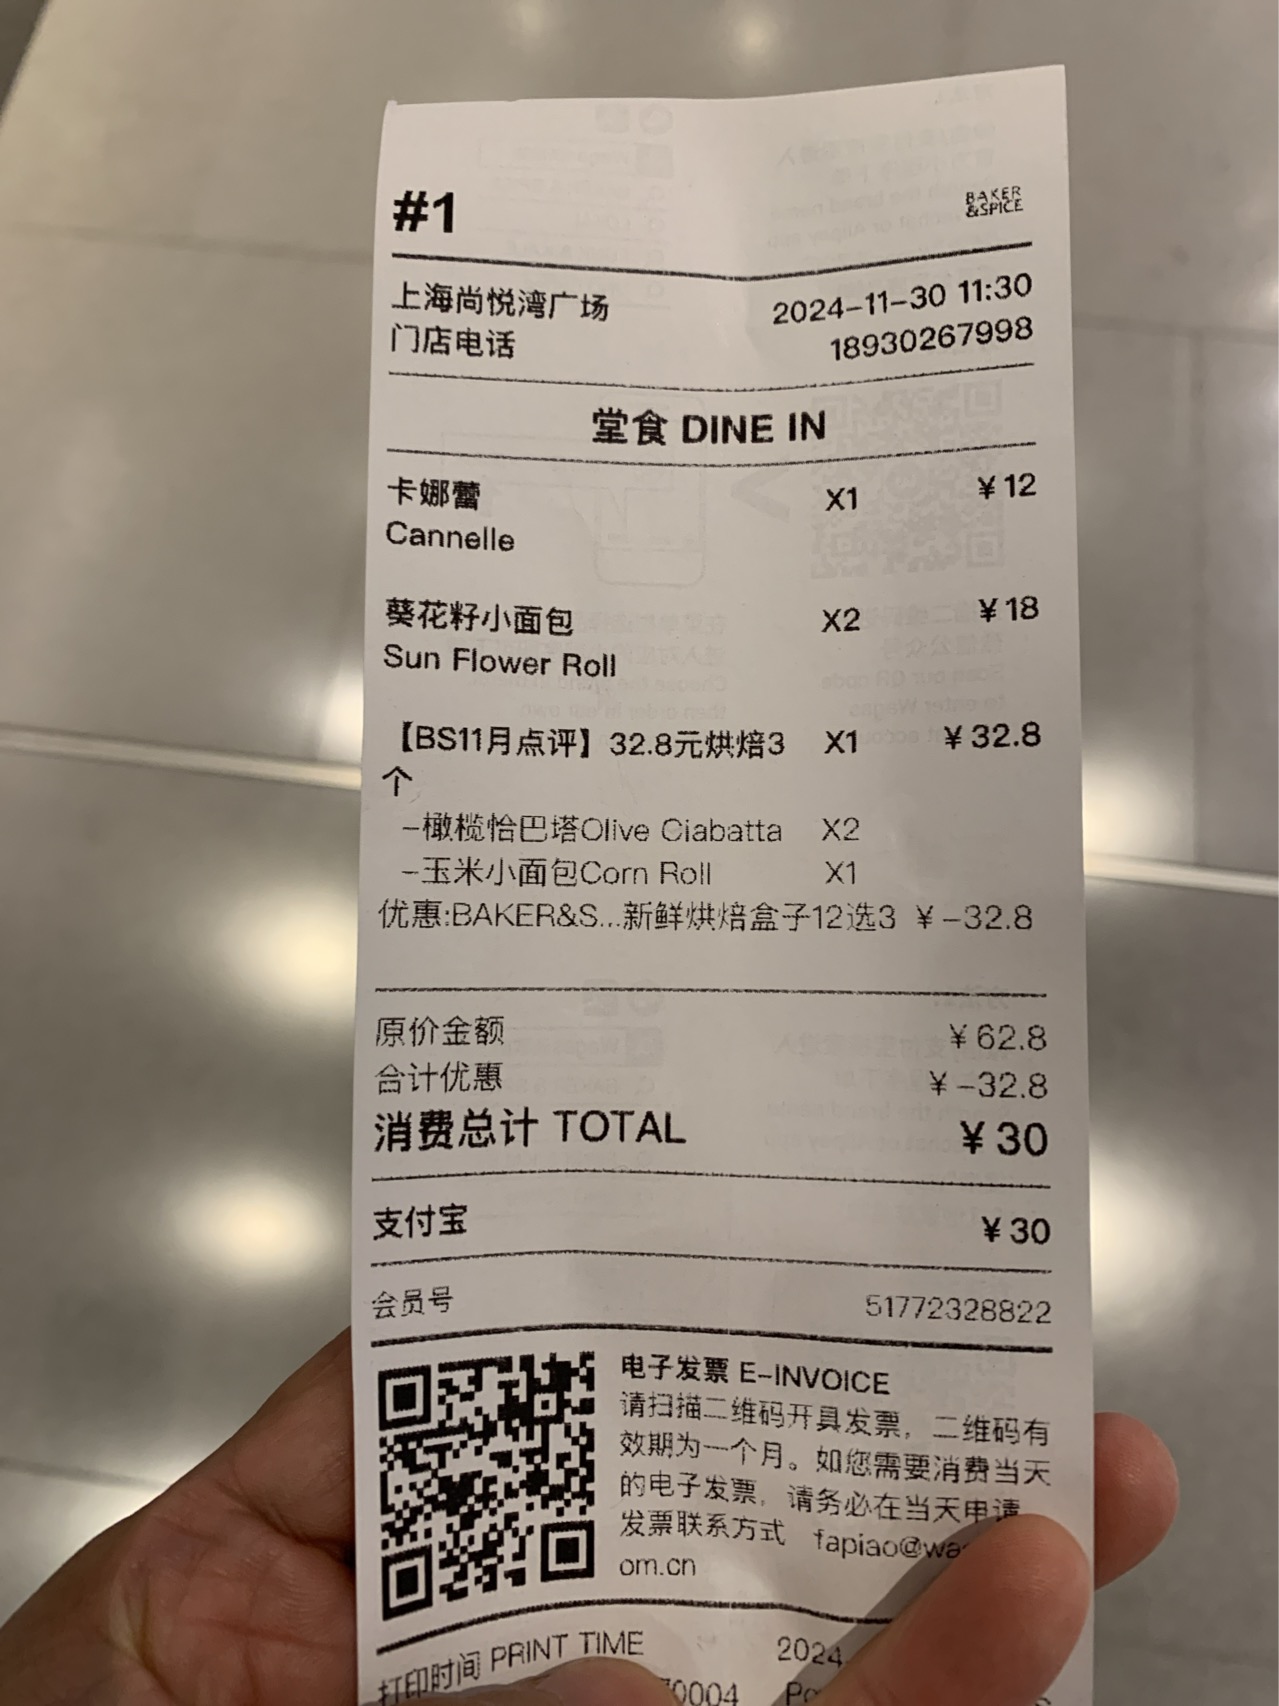 #1
BAKER
&SPICE
上海尚悦湾广场 2024-11-30 11:30
门店电话 18930267998
堂食 DINE IN
卡娜蕾 X1 ¥12
Cannelle
葵花籽小面包 X2 ¥18
Sun Flower Roll
【BS11月点评】32.8元烘焙3 X1 ¥32.8
个
-橄榄恰巴塔Olive Ciabatta X2
-玉米小面包Corn Roll X1
优惠:BAKER&S...新鲜烘焙盒子12选3 ¥-32.8
原价金额 ¥62.8
合计优惠 ¥-32.8
消费总计 TOTAL ¥30
支付宝 ¥30
会员号 51772328822
电子发票 E-INVOICE
请扫描二维码开具发票，二维码有
效期为一个月。如您需要消费当天
的电子发票，请务必在当天申请
发票联系方式 fapiao@wa
om.cn
打印时间 PRINT TIME 2024
0004